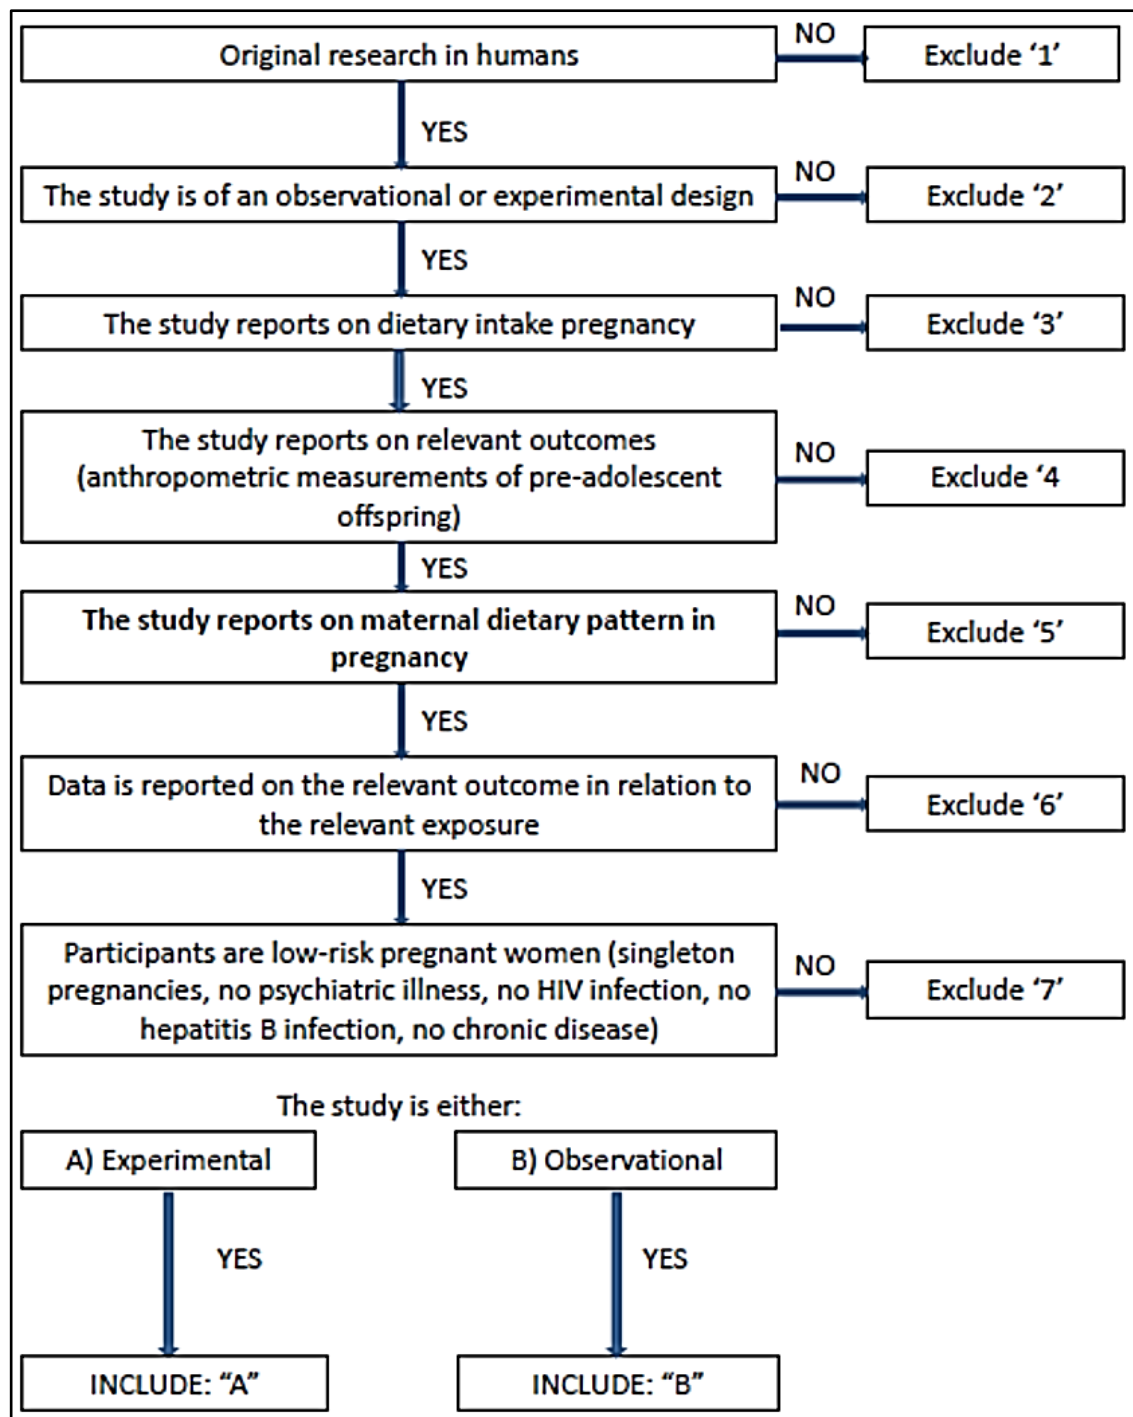 Original research in humans
NO
Exclude ‘1’
YES
The study is of an observational or experimental design
NO
Exclude ‘2’
YES
The study reports on dietary intake pregnancy
NO
Exclude ‘3’
YES
The study reports on relevant outcomes
(anthropometric measurements of pre-adolescent
offspring)
NO
Exclude ‘4
YES
The study reports on maternal dietary pattern in
pregnancy
NO
Exclude ‘5’
YES
Data is reported on the relevant outcome in relation to
the relevant exposure
NO
Exclude ‘6’
YES
Participants are low-risk pregnant women (singleton
pregnancies, no psychiatric illness, no HIV infection, no
hepatitis B infection, no chronic disease)
NO
Exclude ‘7’
The study is either:
A) Experimental
B) Observational
YES
YES
INCLUDE: “A”
INCLUDE: “B”